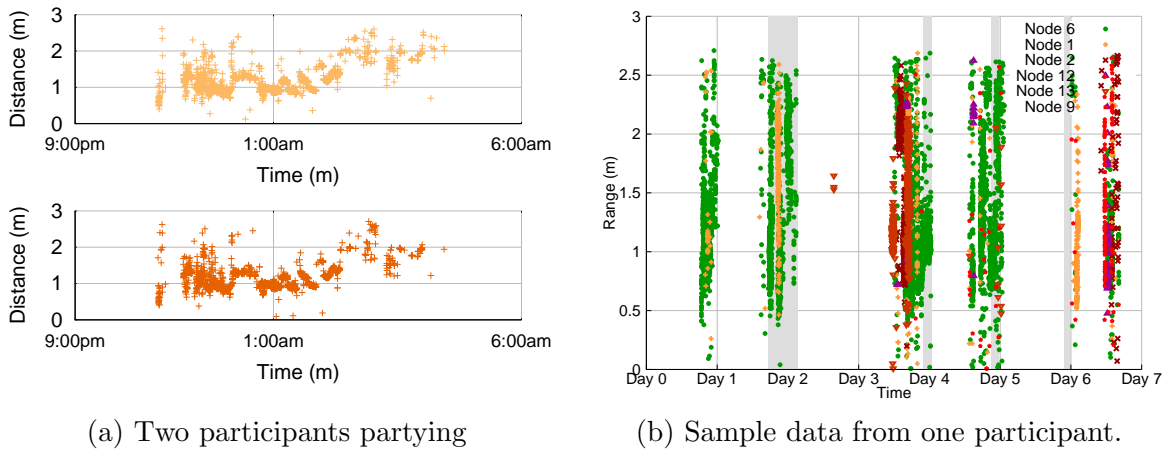 3
2
1
0
Distance (m)
9:00pm 1:00am 6:00am
Time (m)
3
2
1
0
Distance (m)
9:00pm 1:00am 6:00am
Time (m)
(a) Two participants partying
3
2.5
2
1.5
1
0.5
0
Range (m)
Node 6
Node 1
Node 2
Node 12
Node 13
Node 9
Day 0 Day 1 Day 2 Day 3 Day 4 Day 5 Day 6 Day 7
Time
(b) Sample data from one participant.